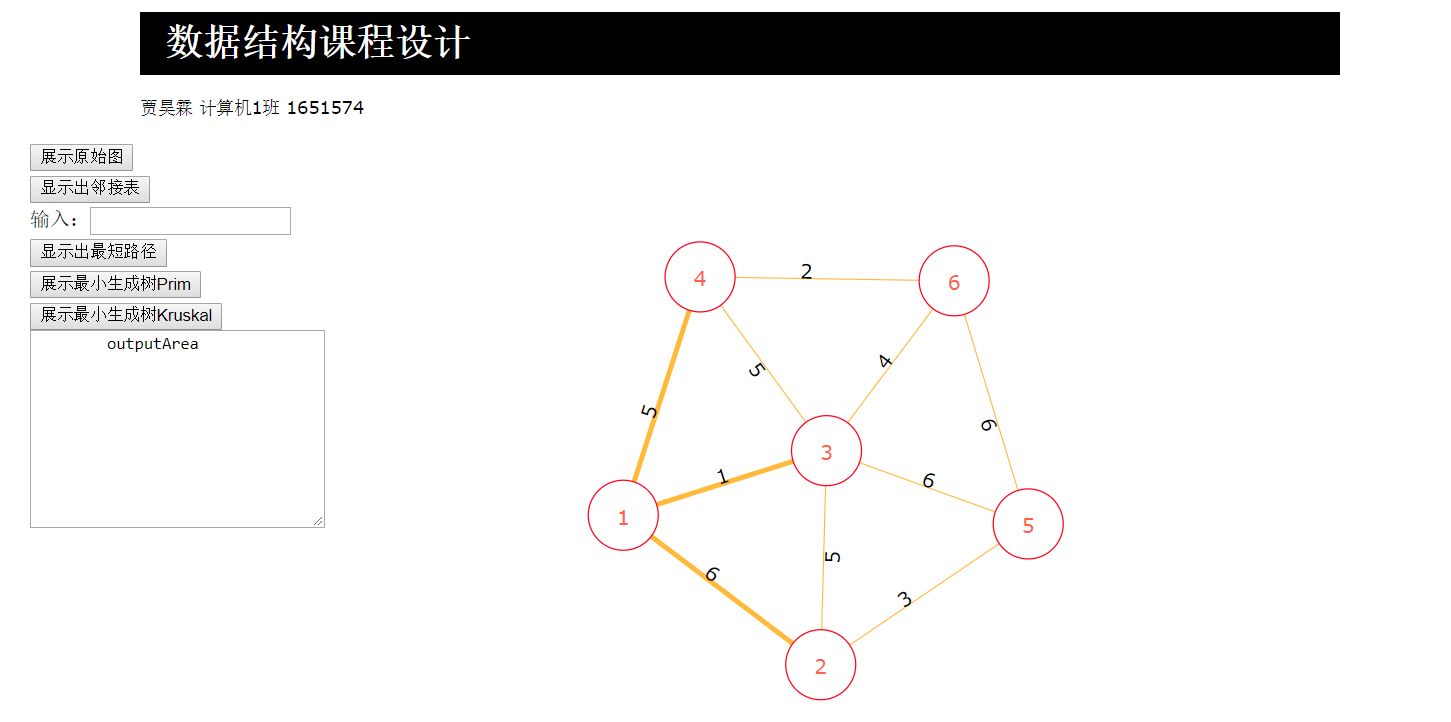 数据结构课程设计
贾昊霖 计算机1班 1651574
展示原始图
显示出邻接表
输入：
显示出最短路径
展示最小生成树Prim
展示最小生成树Kruskal
outputArea
4
2
6
5
5
4
6
3
1
6
1
5
6
5
3
2